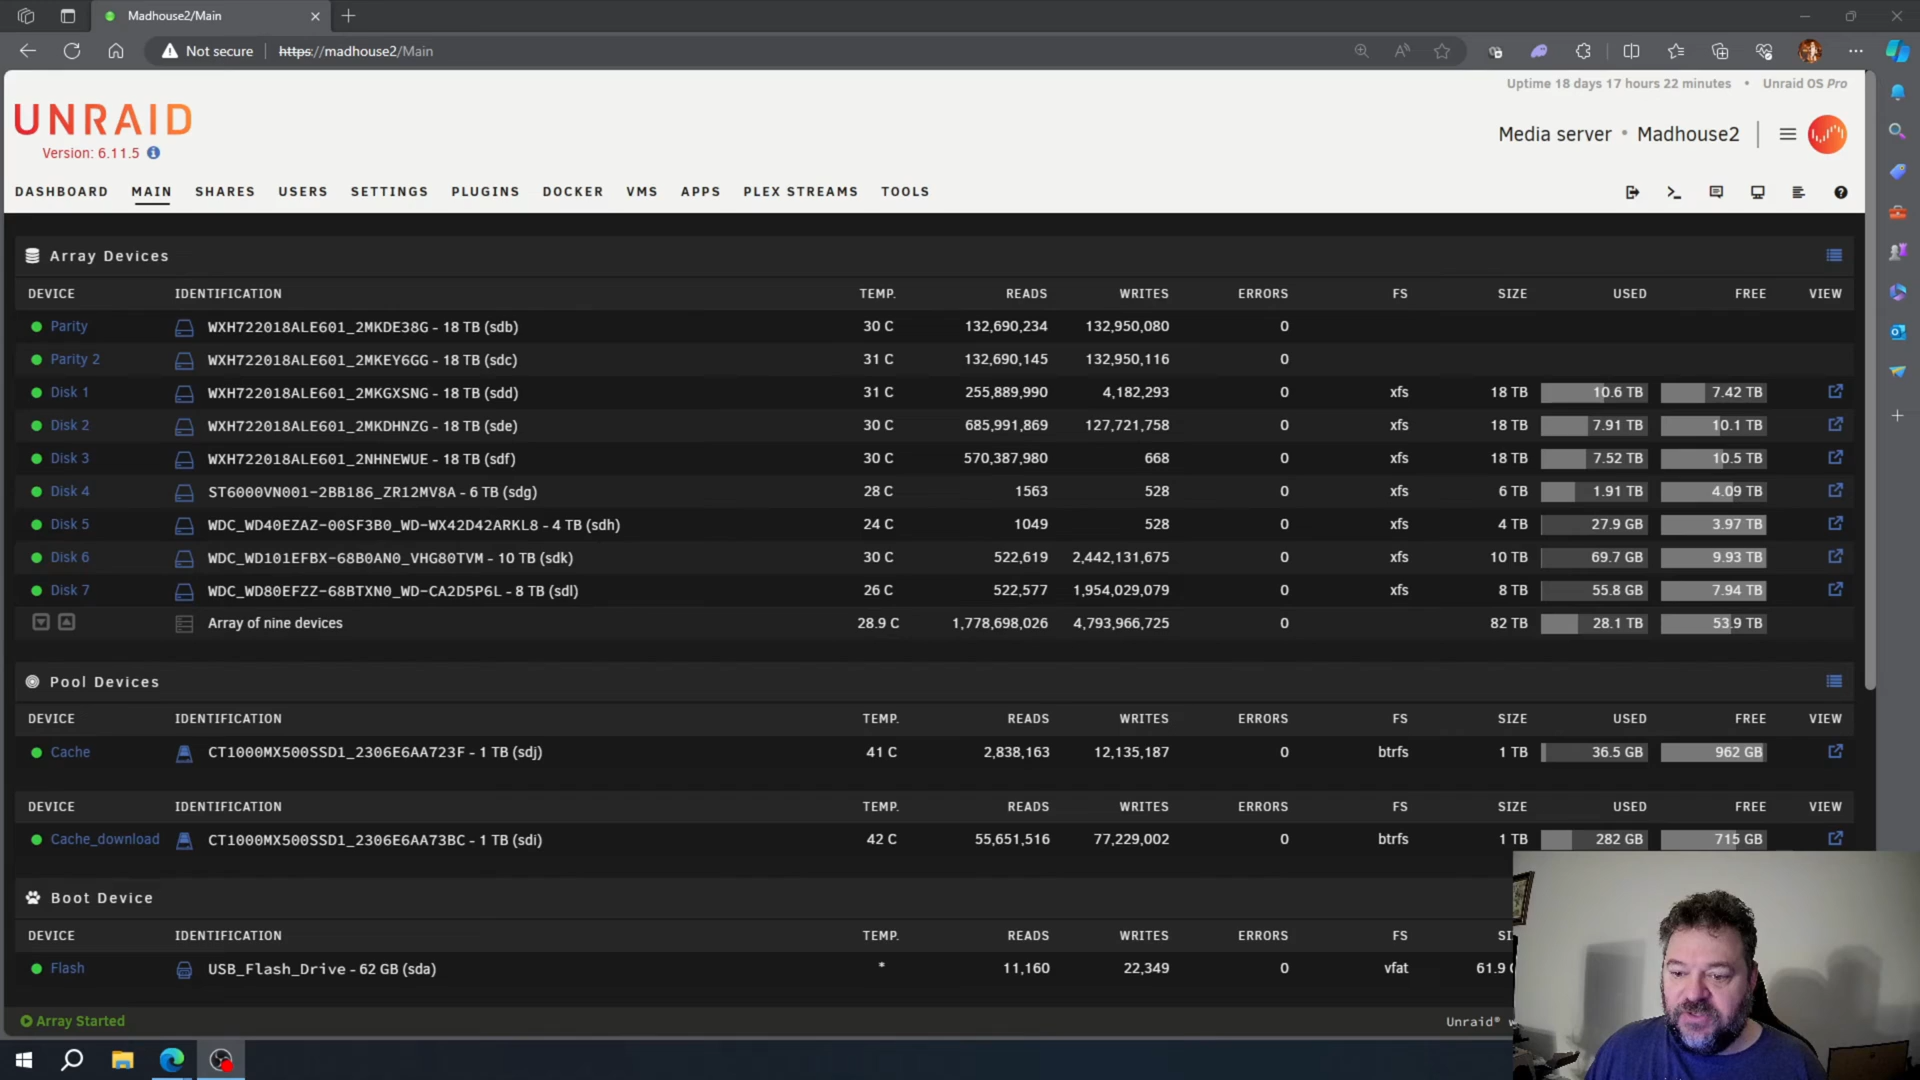 Madhouse2/Main
Not secure https://madhouse2/Main
Uptime 18 days 17 hours 22 minutes • Unraid OS Pro
UNRAID
Version: 6.11.5
Media server • Madhouse2
DASHBOARD MAIN SHARES USERS SETTINGS PLUGINS DOCKER VMS APPS PLEX STREAMS TOOLS
Array Devices
DEVICE IDENTIFICATION TEMP. READS WRITES ERRORS FS SIZE USED FREE VIEW
Parity WXH722018ALE601_2MKDE38G - 18 TB (sdb) 30 C 132,690,234 132,950,080 0
Parity 2 WXH722018ALE601_2MKEY6GG - 18 TB (sdc) 31 C 132,690,145 132,950,116 0
Disk 1 WXH722018ALE601_2MKGXSNG - 18 TB (sdd) 31 C 255,889,990 4,182,293 0 xfs 18 TB 10.6 TB 7.42 TB
Disk 2 WXH722018ALE601_2MKDHNZG - 18 TB (sde) 30 C 685,991,869 127,721,758 0 xfs 18 TB 7.91 TB 10.1 TB
Disk 3 WXH722018ALE601_2NHNEWUE - 18 TB (sdf) 30 C 570,387,980 668 0 xfs 18 TB 7.52 TB 10.5 TB
Disk 4 ST6000VN001-2BB186_ZR12MV8A - 6 TB (sdg) 28 C 1563 528 0 xfs 6 TB 1.91 TB 4.09 TB
Disk 5 WDC_WD40EZAZ-00SF3B0_WD-WX42D42ARKL8 - 4 TB (sdh) 24 C 1049 528 0 xfs 4 TB 27.9 GB 3.97 TB
Disk 6 WDC_WD101EFBX-68B0AN0_VHG80TVM - 10 TB (sdk) 30 C 522,619 2,442,131,675 0 xfs 10 TB 69.7 GB 9.93 TB
Disk 7 WDC_WD80EFZZ-68BTXN0_WD-CA2D5P6L - 8 TB (sdl) 26 C 522,577 1,954,029,079 0 xfs 8 TB 55.8 GB 7.94 TB
Array of nine devices 28.9 C 1,778,698,026 4,793,966,725 0 82 TB 28.1 TB 53.9 TB
Pool Devices
DEVICE IDENTIFICATION TEMP. READS WRITES ERRORS FS SIZE USED FREE VIEW
Cache CT1000MX500SSD1_2306E6AA723F - 1 TB (sdj) 41 C 2,838,163 12,135,187 0 btrfs 1 TB 36.5 GB 962 GB
DEVICE IDENTIFICATION TEMP. READS WRITES ERRORS FS SIZE USED FREE VIEW
Cache_download CT1000MX500SSD1_2306E6AA73BC - 1 TB (sdi) 42 C 55,651,516 77,229,002 0 btrfs 1 TB 282 GB 715 GB
Boot Device
DEVICE IDENTIFICATION TEMP. READS WRITES ERRORS FS
Flash USB_Flash_Drive - 62 GB (sda) * 11,160 22,349 0 vfat 61.9
Array Started Unraid®